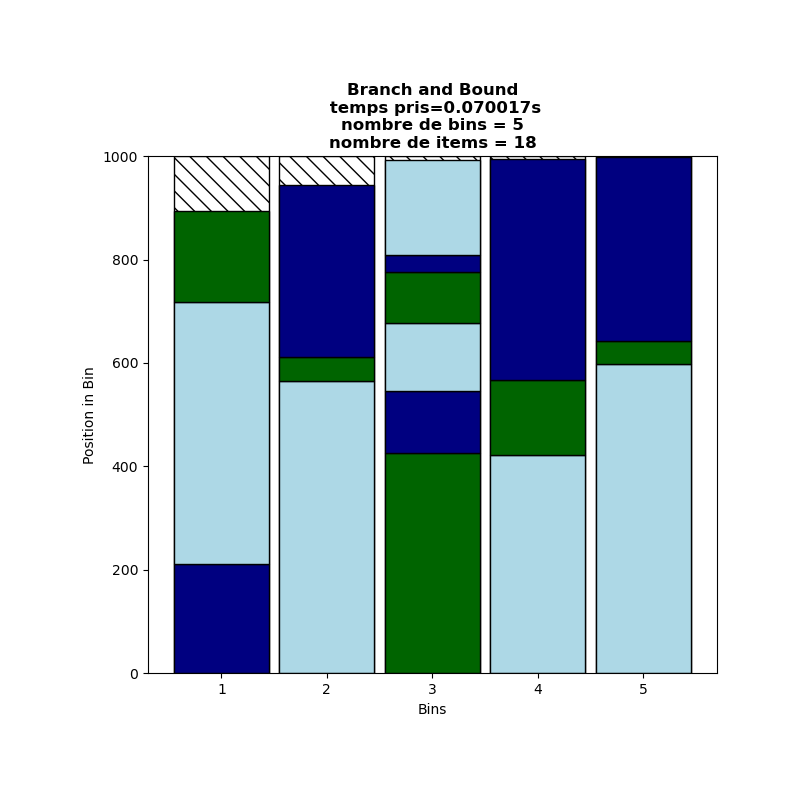 Branch and Bound
temps pris=0.070017s
nombre de bins = 5
nombre de items = 18
1000
800
600
400
200
0
Position in Bin
1 2 3 4 5
Bins